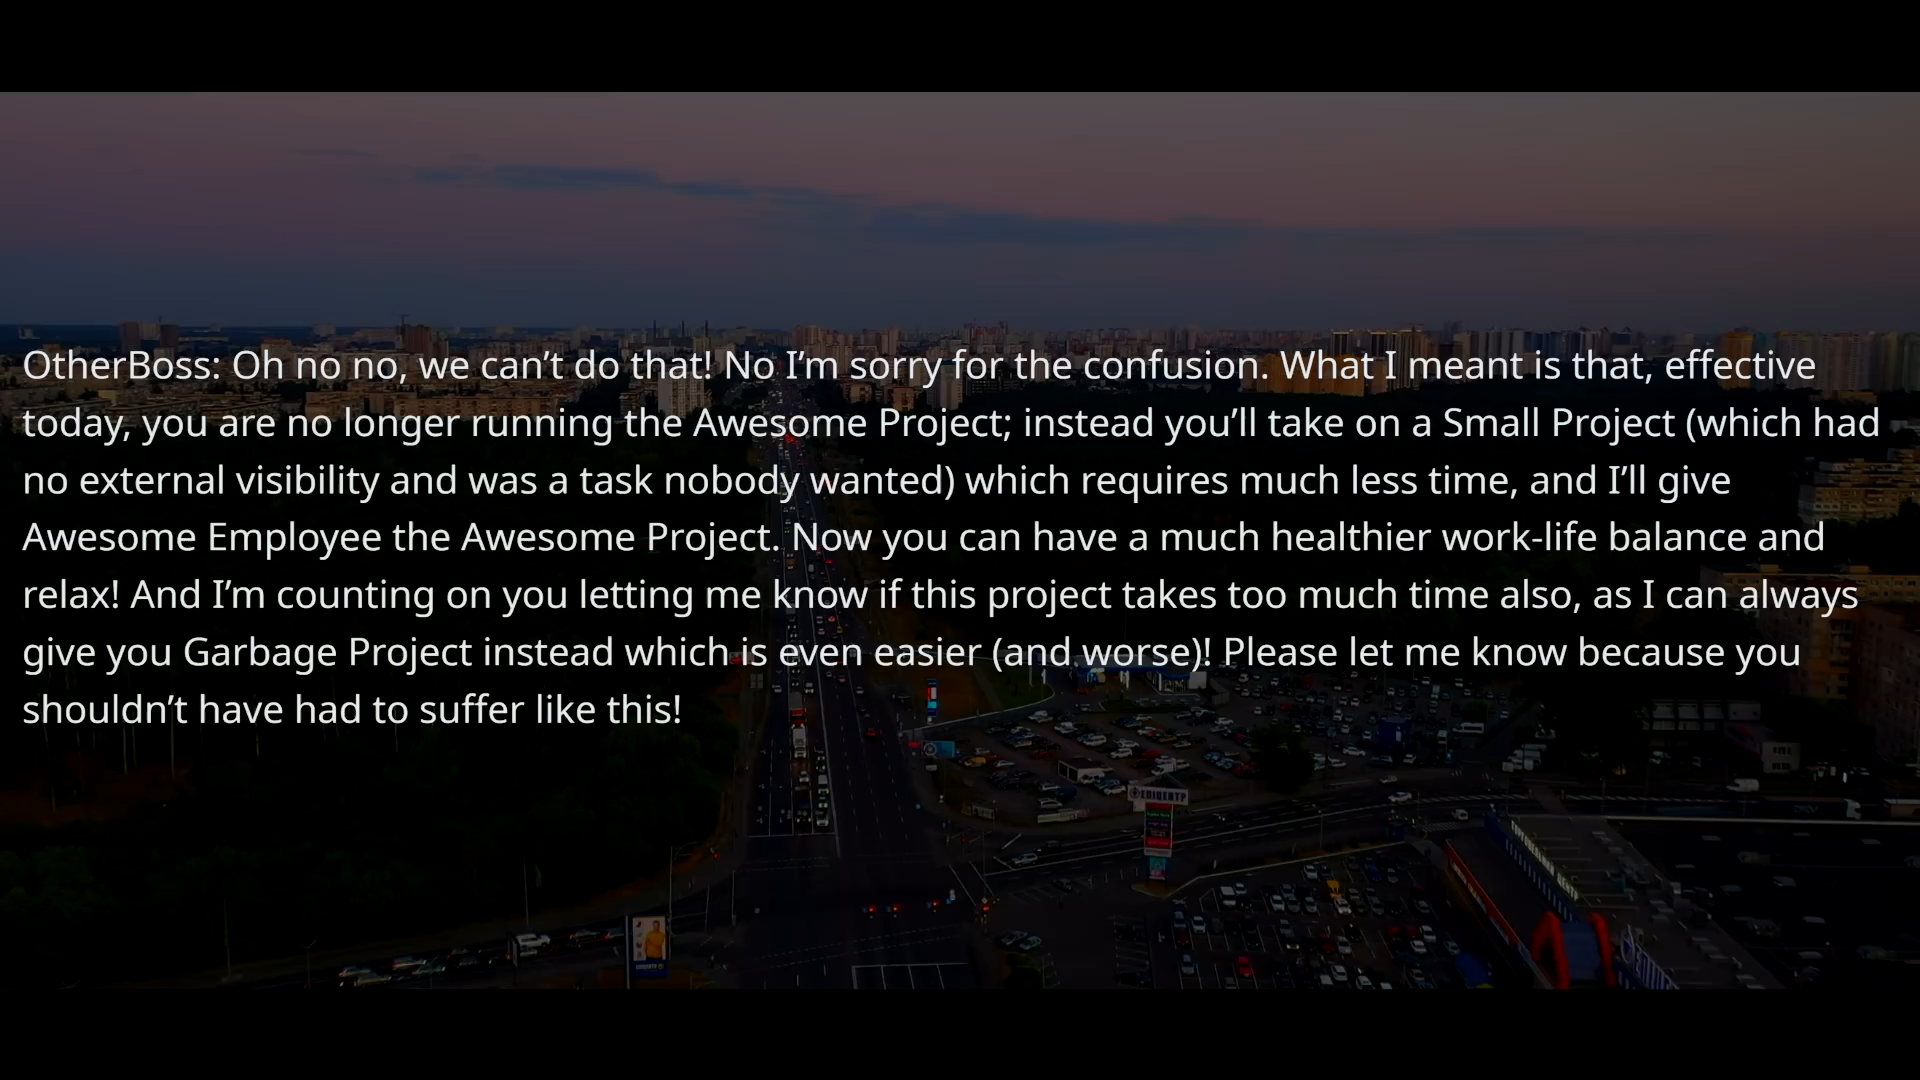 OtherBoss: Oh no no, we can’t do that! No I’m sorry for the confusion. What I meant is that, effective
today, you are no longer running the Awesome Project; instead you’ll take on a Small Project (which had
no external visibility and was a task nobody wanted) which requires much less time, and I’ll give
Awesome Employee the Awesome Project. Now you can have a much healthier work-life balance and
relax! And I’m counting on you letting me know if this project takes too much time also, as I can always
give you Garbage Project instead which is even easier (and worse)! Please let me know because you
shouldn’t have had to suffer like this!
ЕПІЦЕНТР